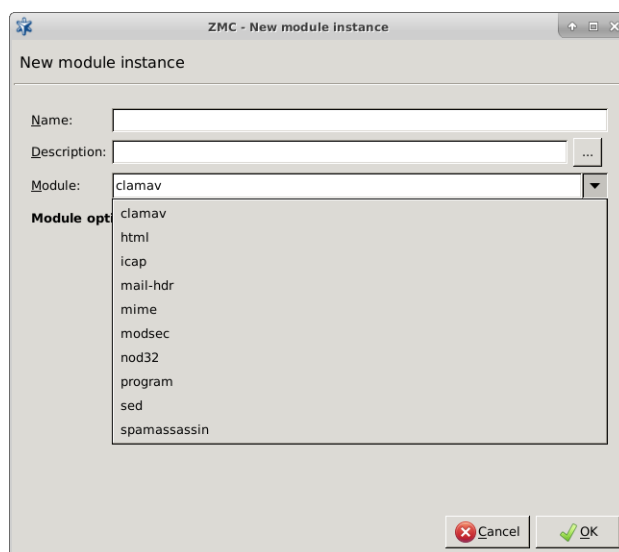 ZMC - New module instance
New module instance
Name:
Description: ...
Module: clamav
Module opti
clamav
html
icap
mail-hdr
mime
modsec
nod32
program
sed
spamassassin
Cancel OK